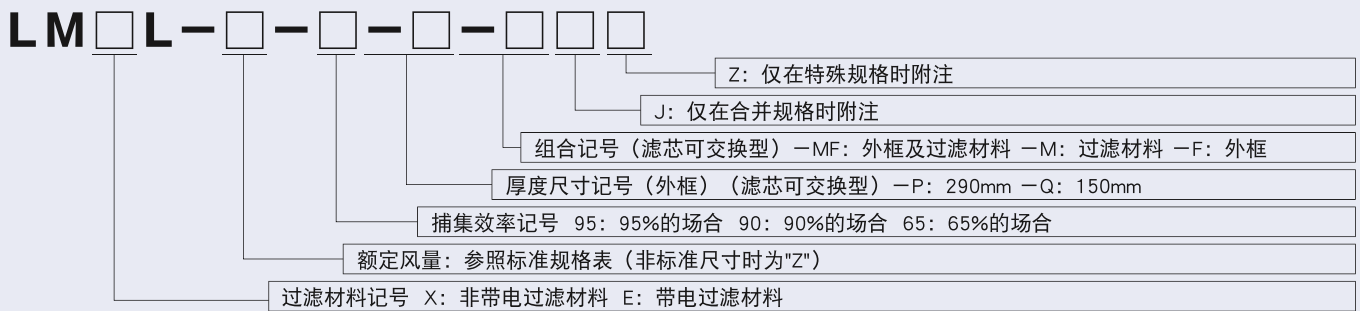 LM□L－□－□－□－□□□
Z：仅在特殊规格时附注
J：仅在合并规格时附注
组合记号（滤芯可交换型）－MF：外框及过滤材料 －M：过滤材料 －F：外框
厚度尺寸记号（外框）（滤芯可交换型）－P：290mm －Q：150mm
捕集效率记号 95：95%的场合 90：90%的场合 65：65%的场合
额定风量：参照标准规格表（非标准尺寸时为"Z"）
过滤材料记号 X：非带电过滤材料 E：带电过滤材料